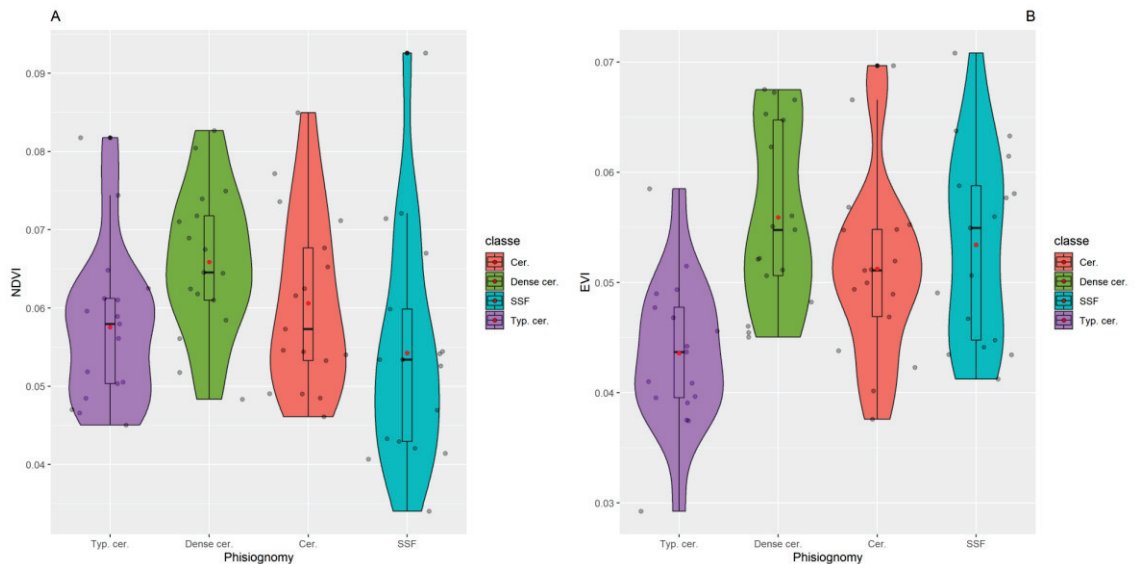 A
NDVI
0.09
0.08
0.07
0.06
0.05
0.04
Typ. cer.
Dense cer.
Cer.
SSF
Phisiognomy
classe
Cer.
Dense cer.
SSF
Typ. cer.
B
EVI
0.07
0.06
0.05
0.04
0.03
Typ. cer.
Dense cer.
Cer.
SSF
Phisiognomy
classe
Cer.
Dense cer.
SSF
Typ. cer.